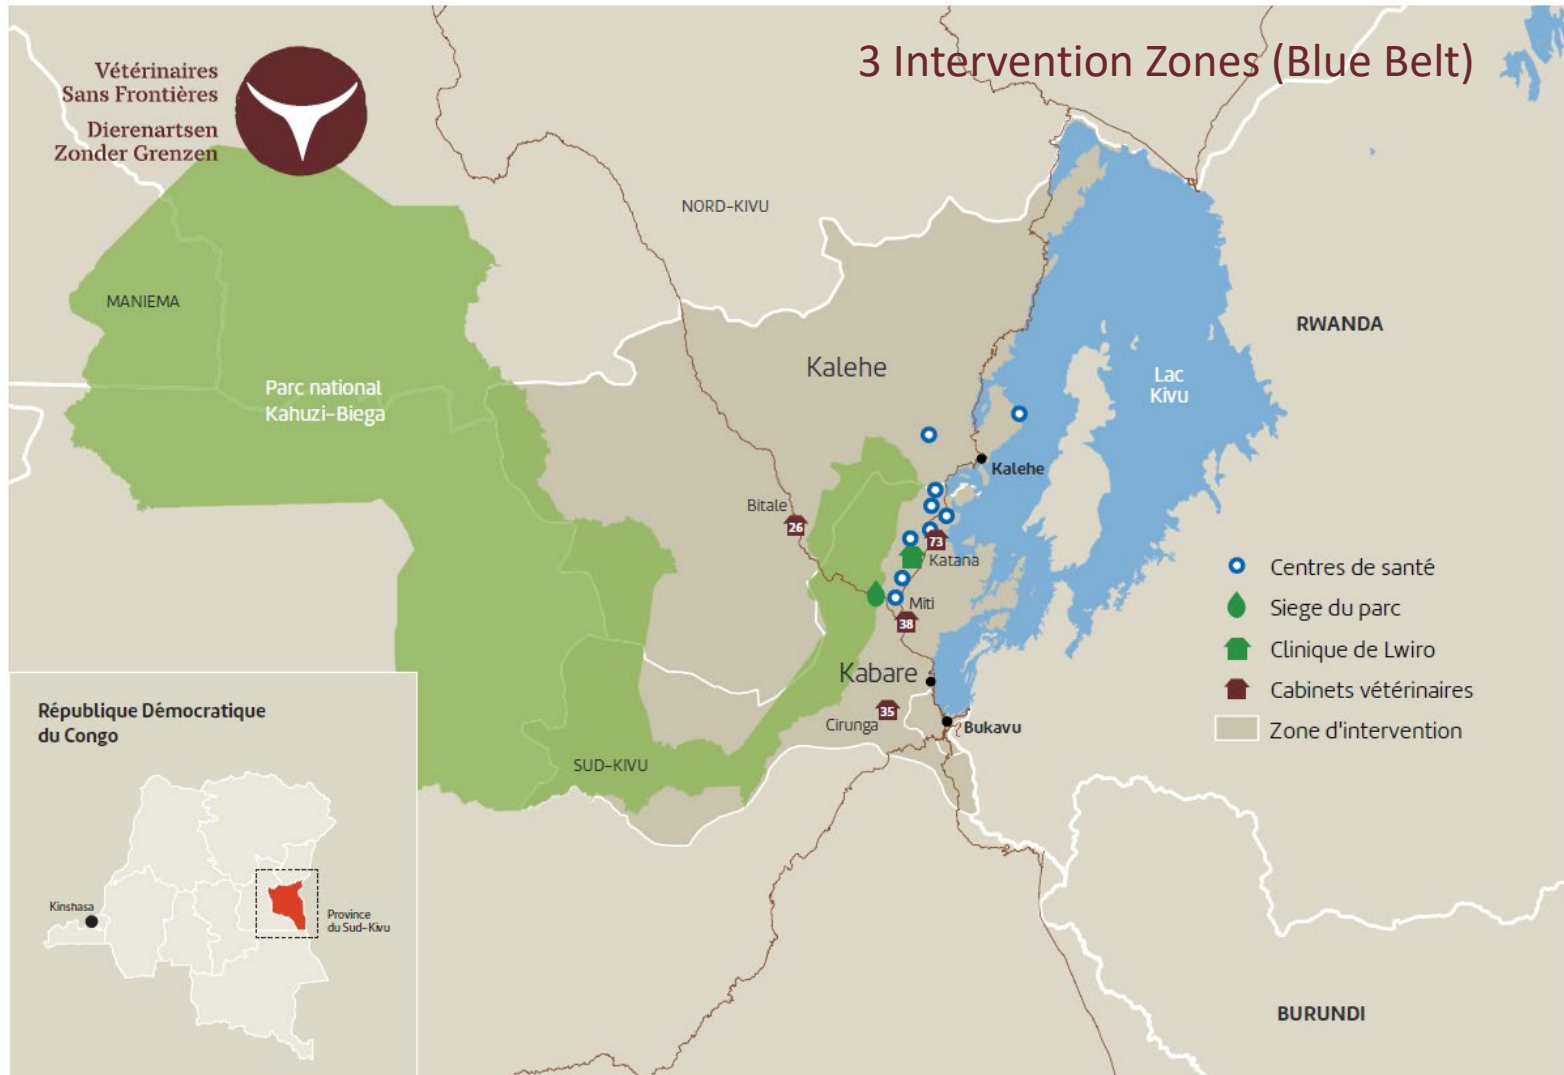 3 Intervention Zones (Blue Belt)
Vétérinaires
Sans Frontières
Dierenartsen
Zonder Grenzen
NORD-KIVU
MANIEMA
RWANDA
Kalehe
Lac
Kivu
Parc national
Kahuzi-Biega
Kalehe
Bitale
26
73
Katana
Miti
38
Kabare
35
Cirunga
Bukavu
SUD-KIVU
Centres de santé
Siege du parc
Clinique de Lwiro
Cabinets vétérinaires
Zone d'intervention
République Démocratique
du Congo
Kinshasa
Province
du Sud-Kivu
BURUNDI